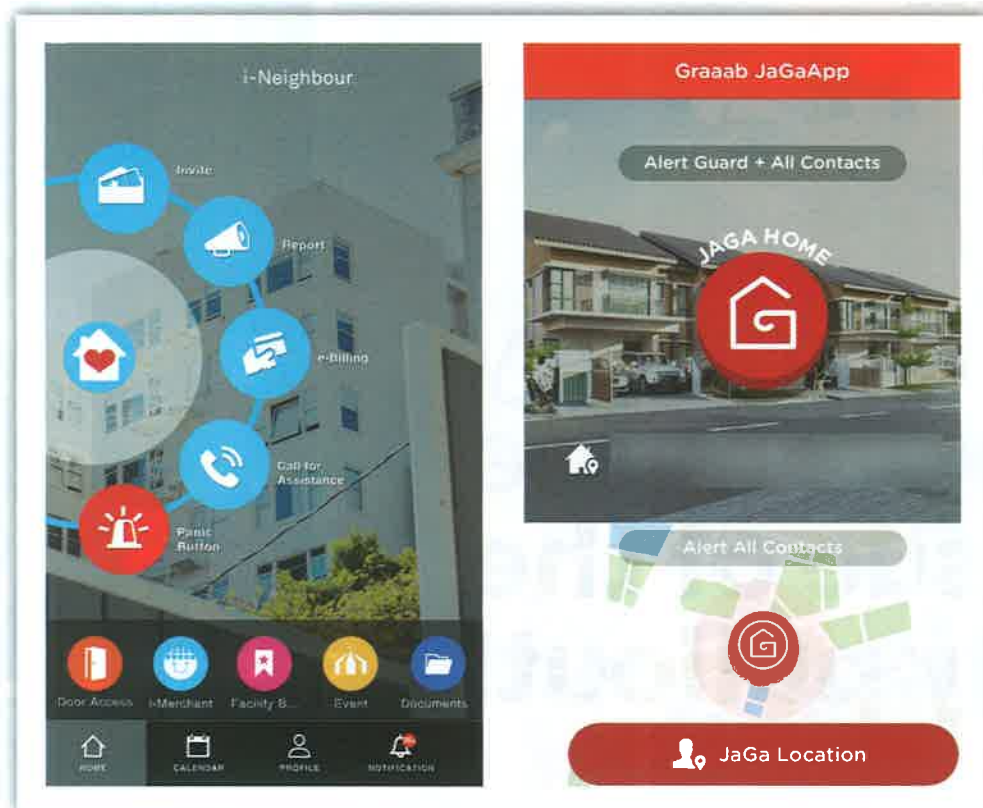 i-Neighbour
Invite
Report
e-Billing
Call for
Assistance
Panic
Button
Door Access
i-Merchant
Facility B...
Event
Documents
HOME
CALENDAR
PROFILE
NOTIFICATION
Graaab JaGaApp
Alert Guard + All Contacts
JAGA HOME
Alert All Contacts
JaGa Location